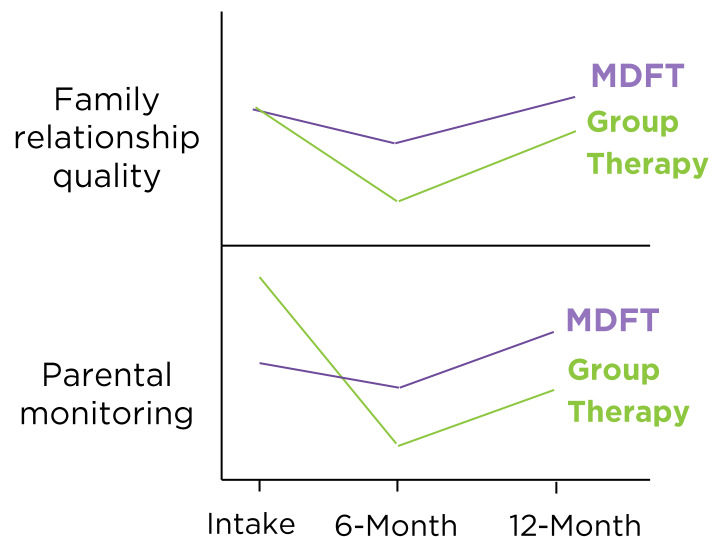 Family
relationship
quality
MDFT
Group
Therapy
Parental
monitoring
MDFT
Group
Therapy
Intake
6-Month
12-Month